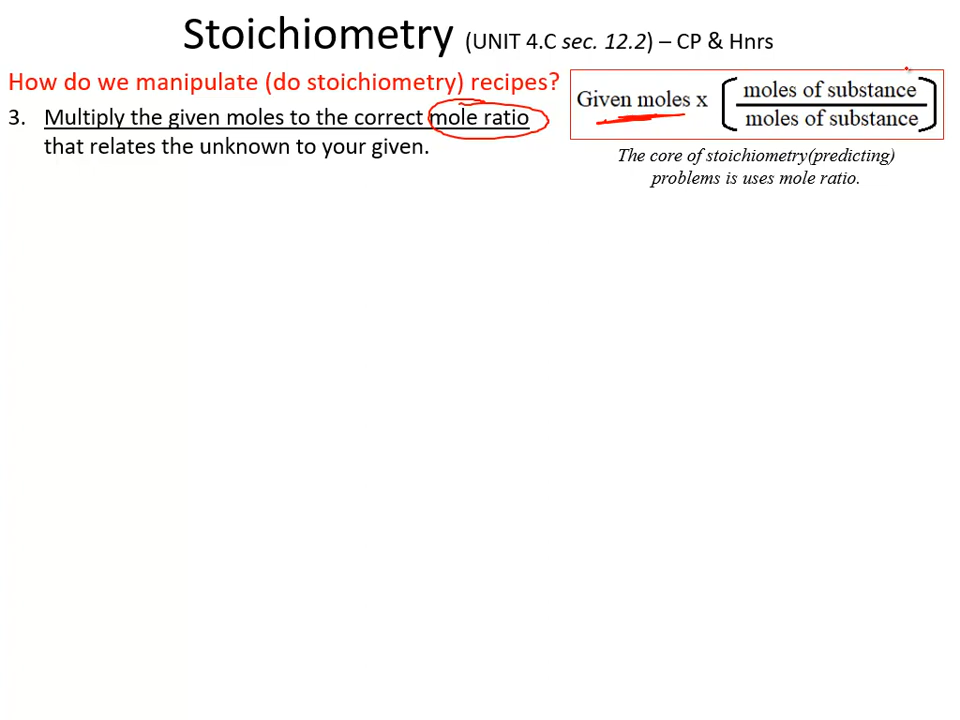 Stoichiometry (UNIT 4.C sec. 12.2) – CP & Hnrs
How do we manipulate (do stoichiometry) recipes?
3. Multiply the given moles to the correct mole ratio
that relates the unknown to your given.
Given moles x
moles of substance
moles of substance
The core of stoichiometry(predicting)
problems is uses mole ratio.